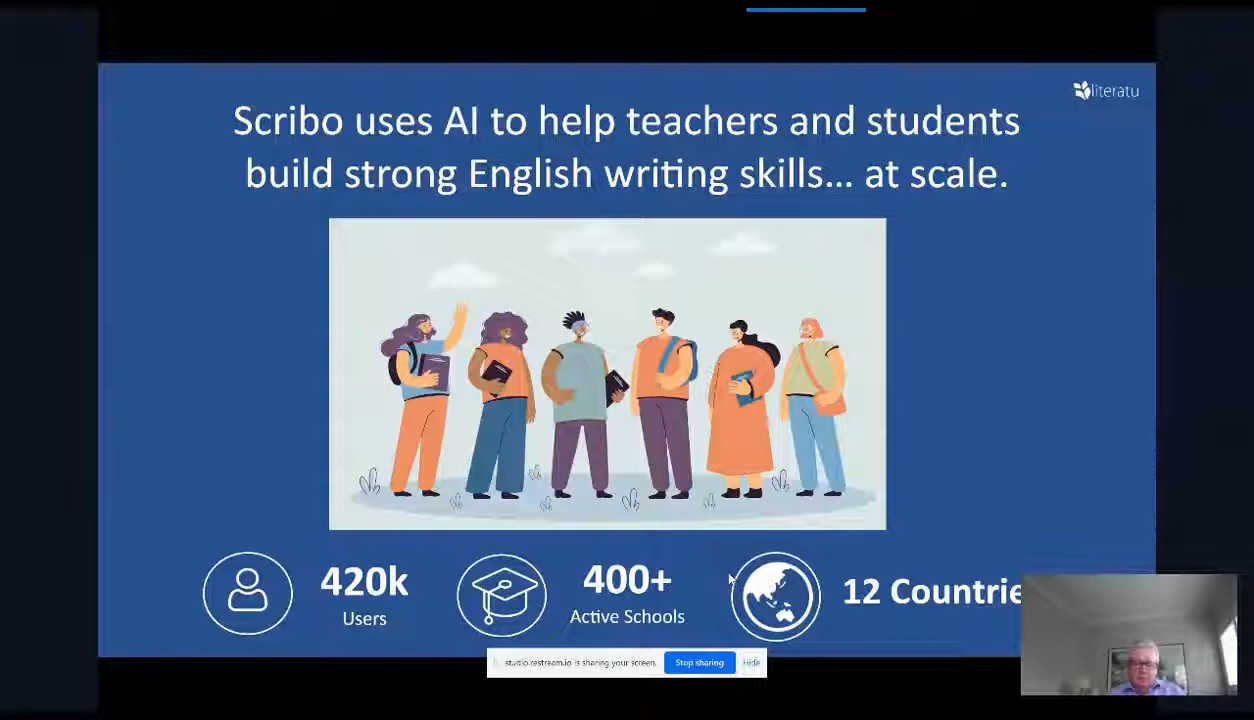 literatu
Scribo uses AI to help teachers and students
build strong English writing skills... at scale.
420k
Users
400+
Active Schools
12 Countrie
studio.restream.io is sharing your screen.
Stop sharing
Hide